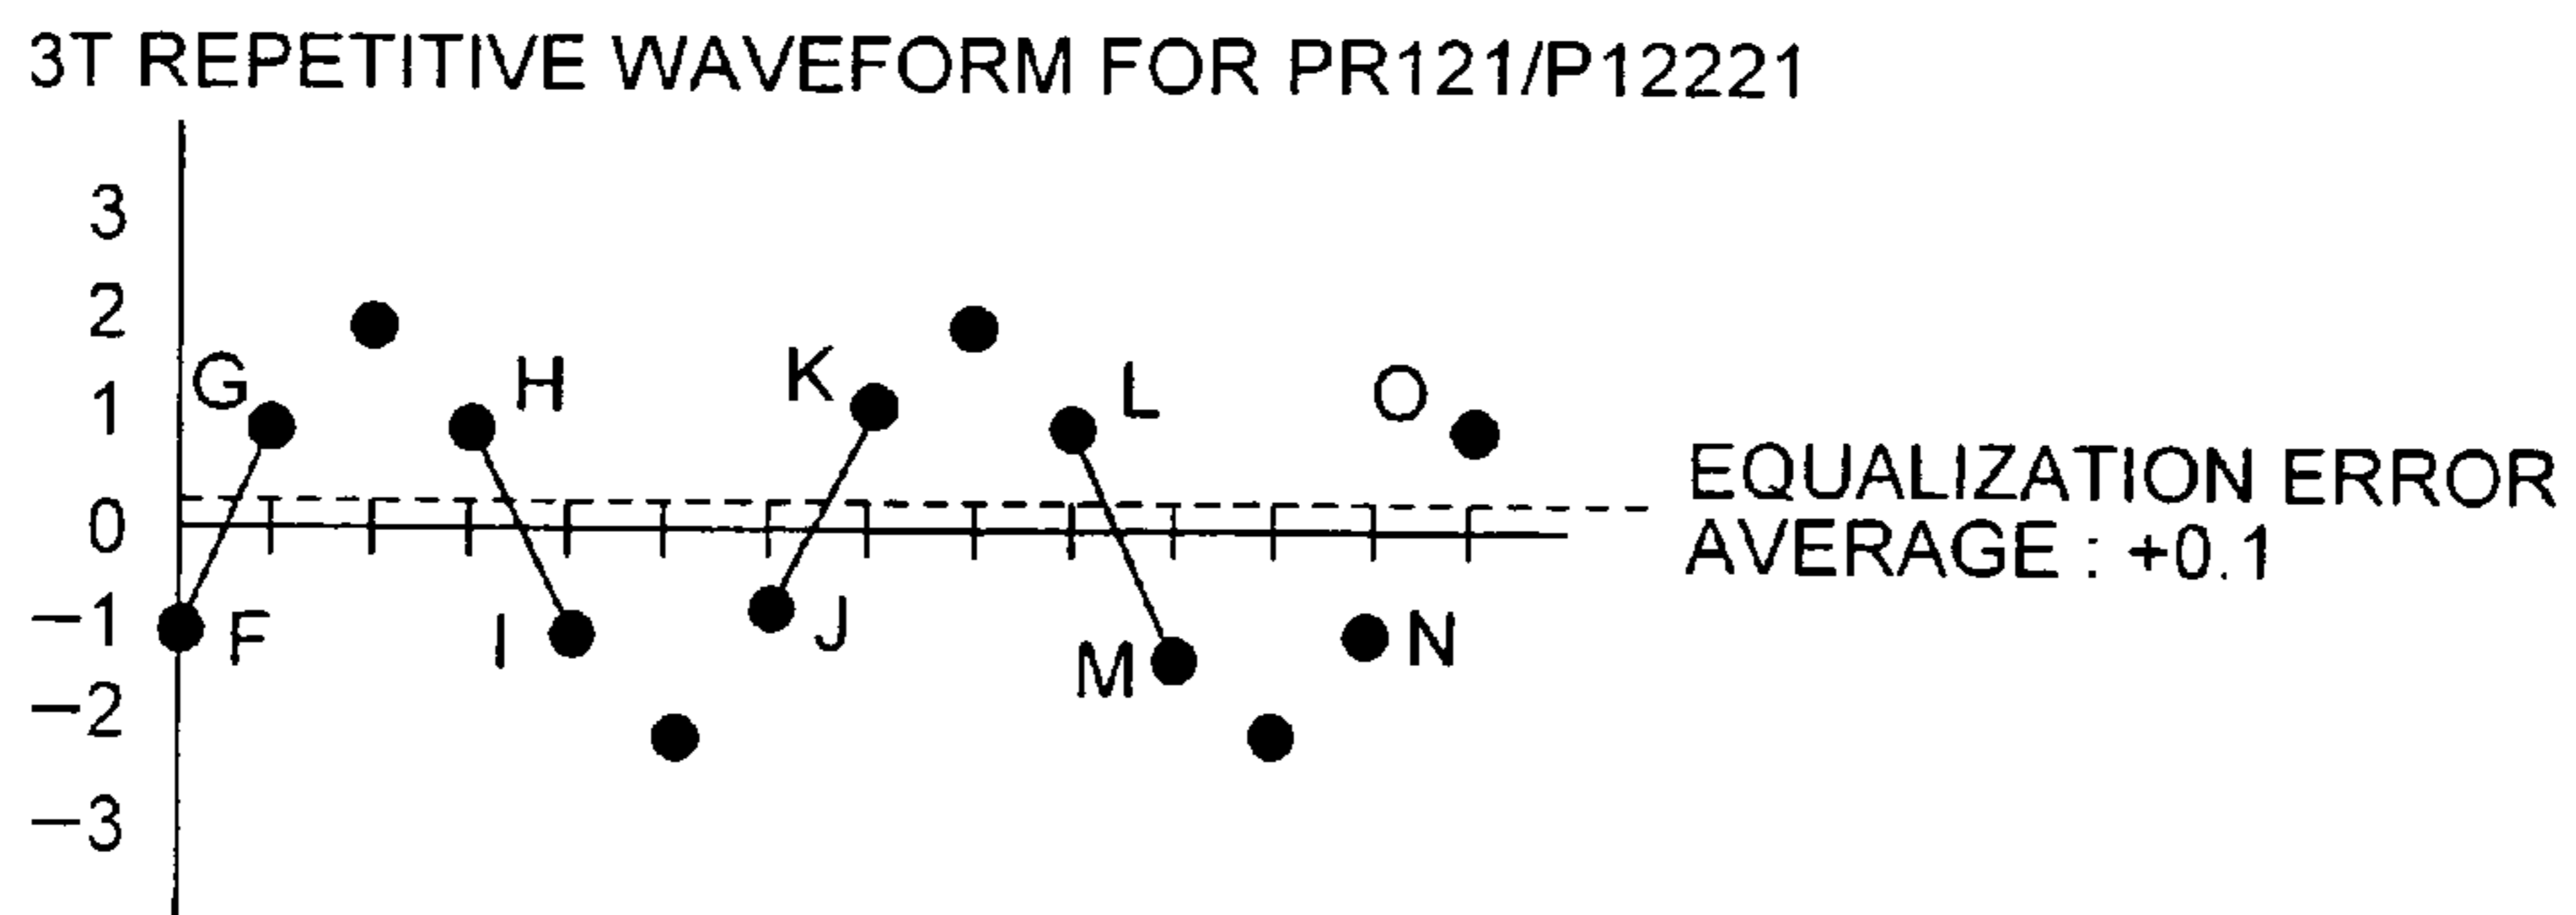 3T REPETITIVE WAVEFORM FOR PR121/P12221
3
2
1
0
−1
−2
−3
G
H
K
L
O
F
I
J
M
N
EQUALIZATION ERROR
AVERAGE : +0.1